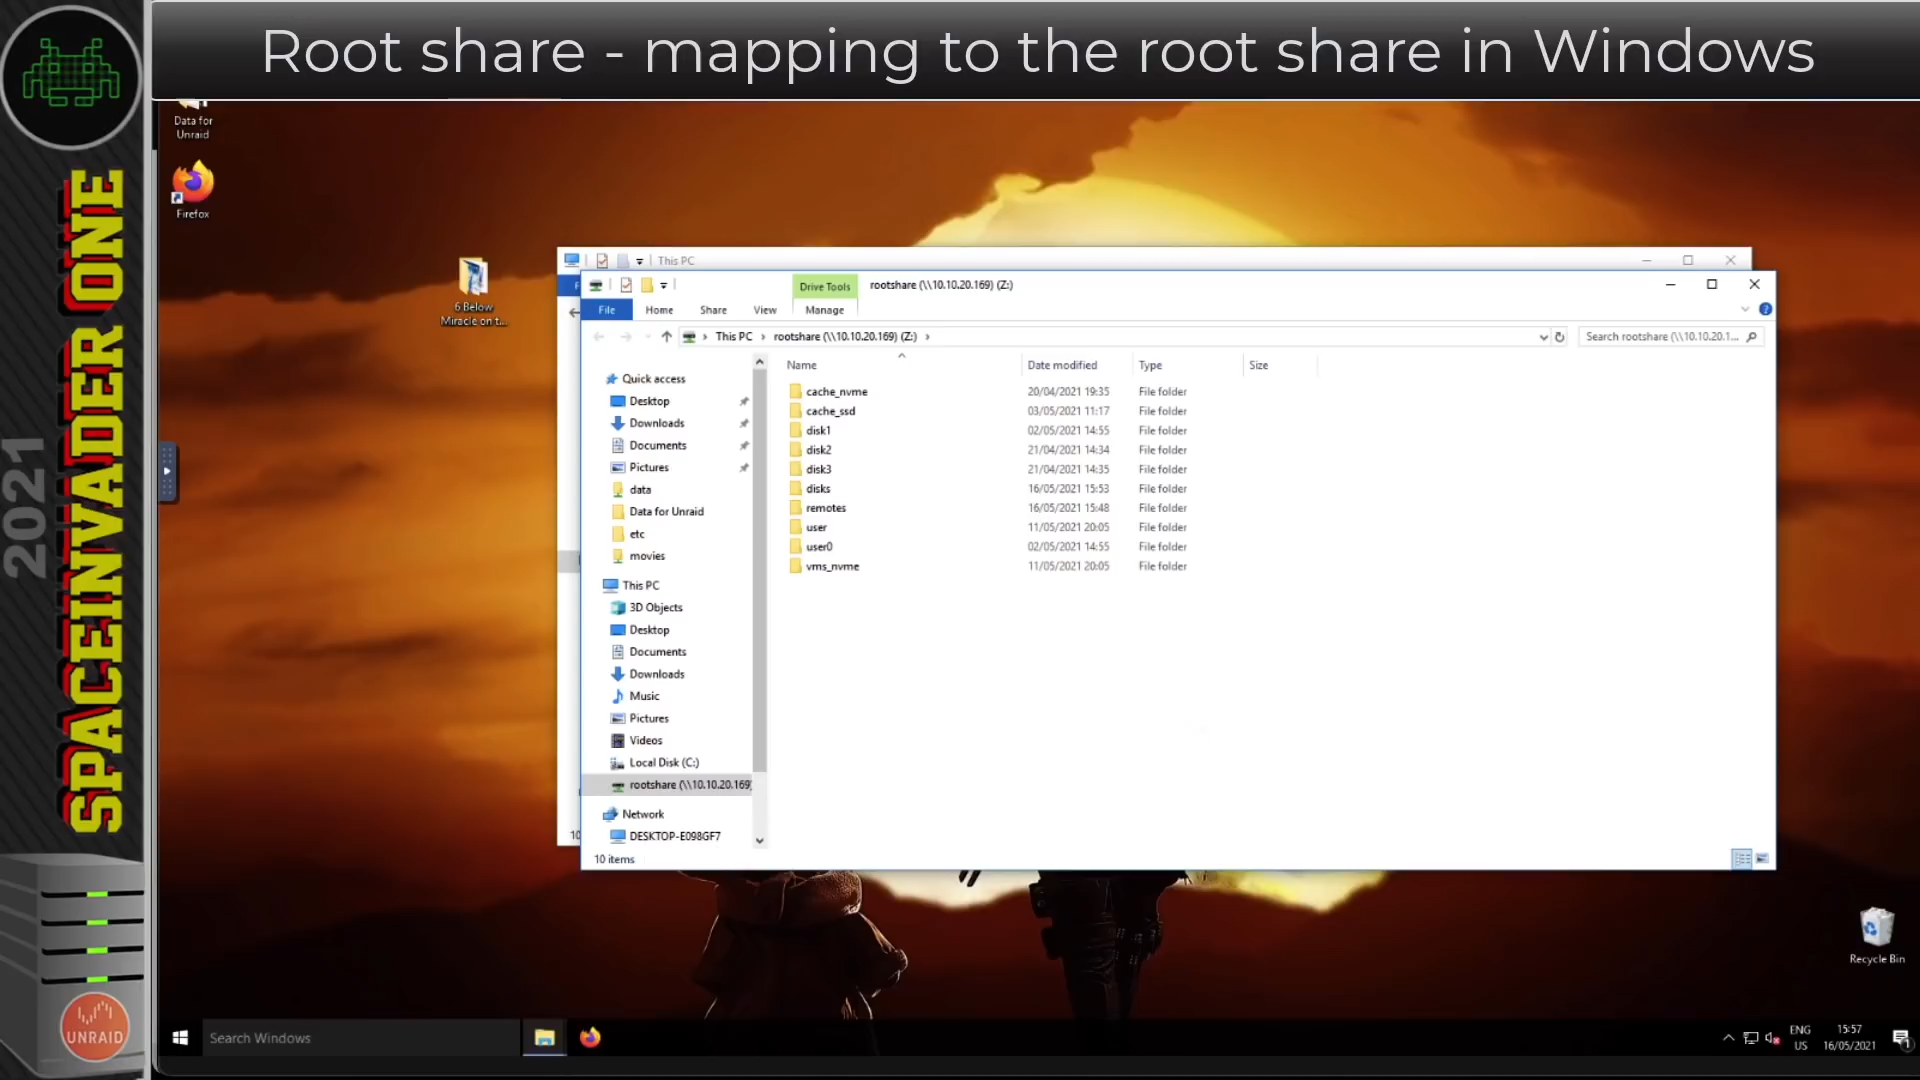 Root share - mapping to the root share in Windows
2021
SPACEINVADER ONE
UNRAID
Data for
Unraid
Firefox
6 Below
Miracle on t...
This PC
Drive Tools
rootshare (\\10.10.20.169) (Z:)
File
Home
Share
View
Manage
This PC
rootshare (\\10.10.20.169) (Z:)
Search rootshare (\\10.10.20.1...
Name
Date modified
Type
Size
Quick access
Desktop
Downloads
Documents
Pictures
data
Data for Unraid
etc
movies
This PC
3D Objects
Desktop
Documents
Downloads
Music
Pictures
Videos
Local Disk (C:)
rootshare (\\10.10.20.169)
Network
DESKTOP-E098GF7
cache_nvme 20/04/2021 19:35 File folder
cache_ssd 03/05/2021 11:17 File folder
disk1 02/05/2021 14:55 File folder
disk2 21/04/2021 14:34 File folder
disk3 21/04/2021 14:35 File folder
disks 16/05/2021 15:53 File folder
remotes 16/05/2021 15:48 File folder
user 11/05/2021 20:05 File folder
user0 02/05/2021 14:55 File folder
vms_nvme 11/05/2021 20:05 File folder
10
10 items
Recycle Bin
Search Windows
ENG
US
15:57
16/05/2021
1